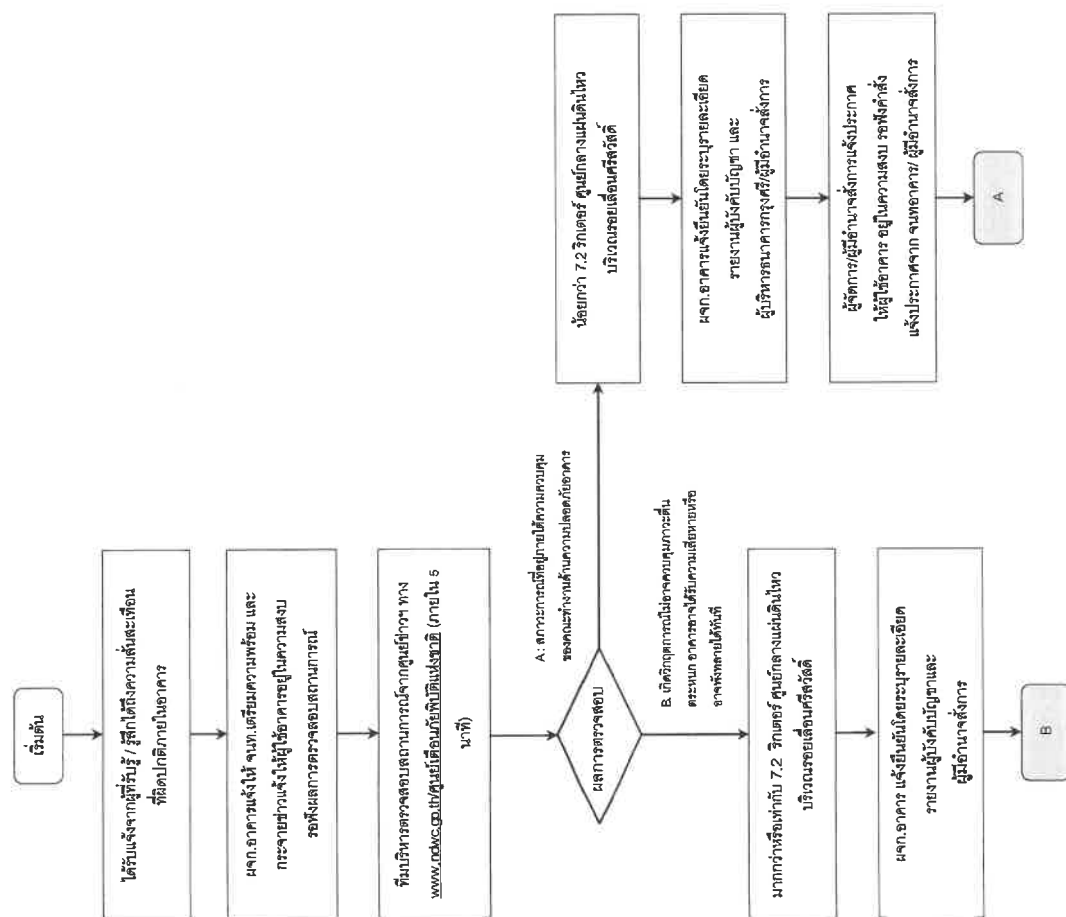 เริ่มต้น
ได้รับแจ้งจากผู้ที่รับรู้ / รู้สึกได้ถึงความสั่นสะเทือน
ที่ผิดปกติภายในอาคาร
ผจก.อาคารแจ้งให้ จนท.เตรียมความพร้อม และ
กระจายข่าวแจ้งให้ผู้ใช้อาคารอยู่ในความสงบ
รอฟังผลการตรวจสอบสถานการณ์
ทีมบริหารตรวจสอบสถานการณ์จากศูนย์ข่าวฯ ทาง
www.ndwc.go.th/ศูนย์เตือนภัยพิบัติแห่งชาติ (ภายใน 5
นาที)
ผลการตรวจสอบ
A : สภาวะการณ์ที่อยู่ภายใต้ความควบคุม
ของคณะทำงานด้านความปลอดภัยอาคาร
น้อยกว่า 7.2 ริกเตอร์ ศูนย์กลางแผ่นดินไหว
บริเวณรอยเลื่อนศรีสวัสดิ์
ผจก.อาคารแจ้งยืนยันโดยระบุรายละเอียด
รายงานผู้บังคับบัญชา และ
ผู้บริหารธนาคารกรุงศรี/ผู้มีอำนาจสั่งการ
ผู้จัดการ/ผู้มีอำนาจสั่งการแจ้งประกาศ
ให้ผู้ใช้อาคาร อยู่ในความสงบ รอฟังคำสั่ง
แจ้งประกาศจาก จนทอาคาร/ ผู้มีอำนาจสั่งการ
A
B. เกิดวิกฤตการณ์ไม่อาจควบคุมภาวะตื่น
ตระหนก อาคารอาจได้รับความเสียหายหรือ
อาจพังทลายได้ทันที
มากกว่าหรือเท่ากับ 7.2 ริกเตอร์ ศูนย์กลางแผ่นดินไหว
บริเวณรอยเลื่อนศรีสวัสดิ์
ผจก.อาคาร แจ้งยืนยันโดยระบุรายละเอียด
รายงานผู้บังคับบัญชาและ
ผู้มีอำนาจสั่งการ
B